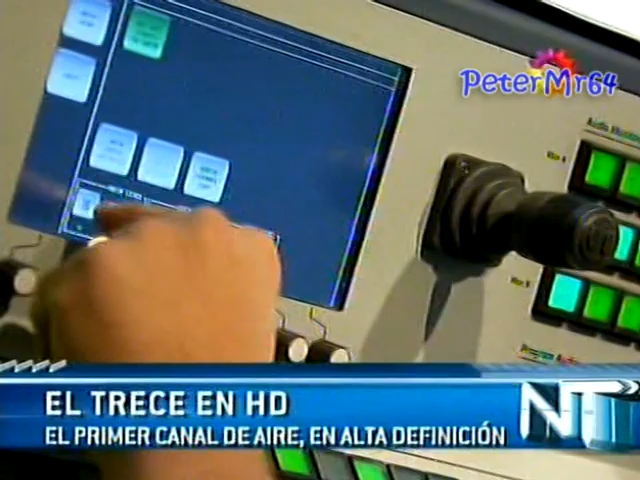 PeterMr64
EL TRECE EN HD
EL PRIMER CANAL DE AIRE, EN ALTA DEFINICIÓN
NT